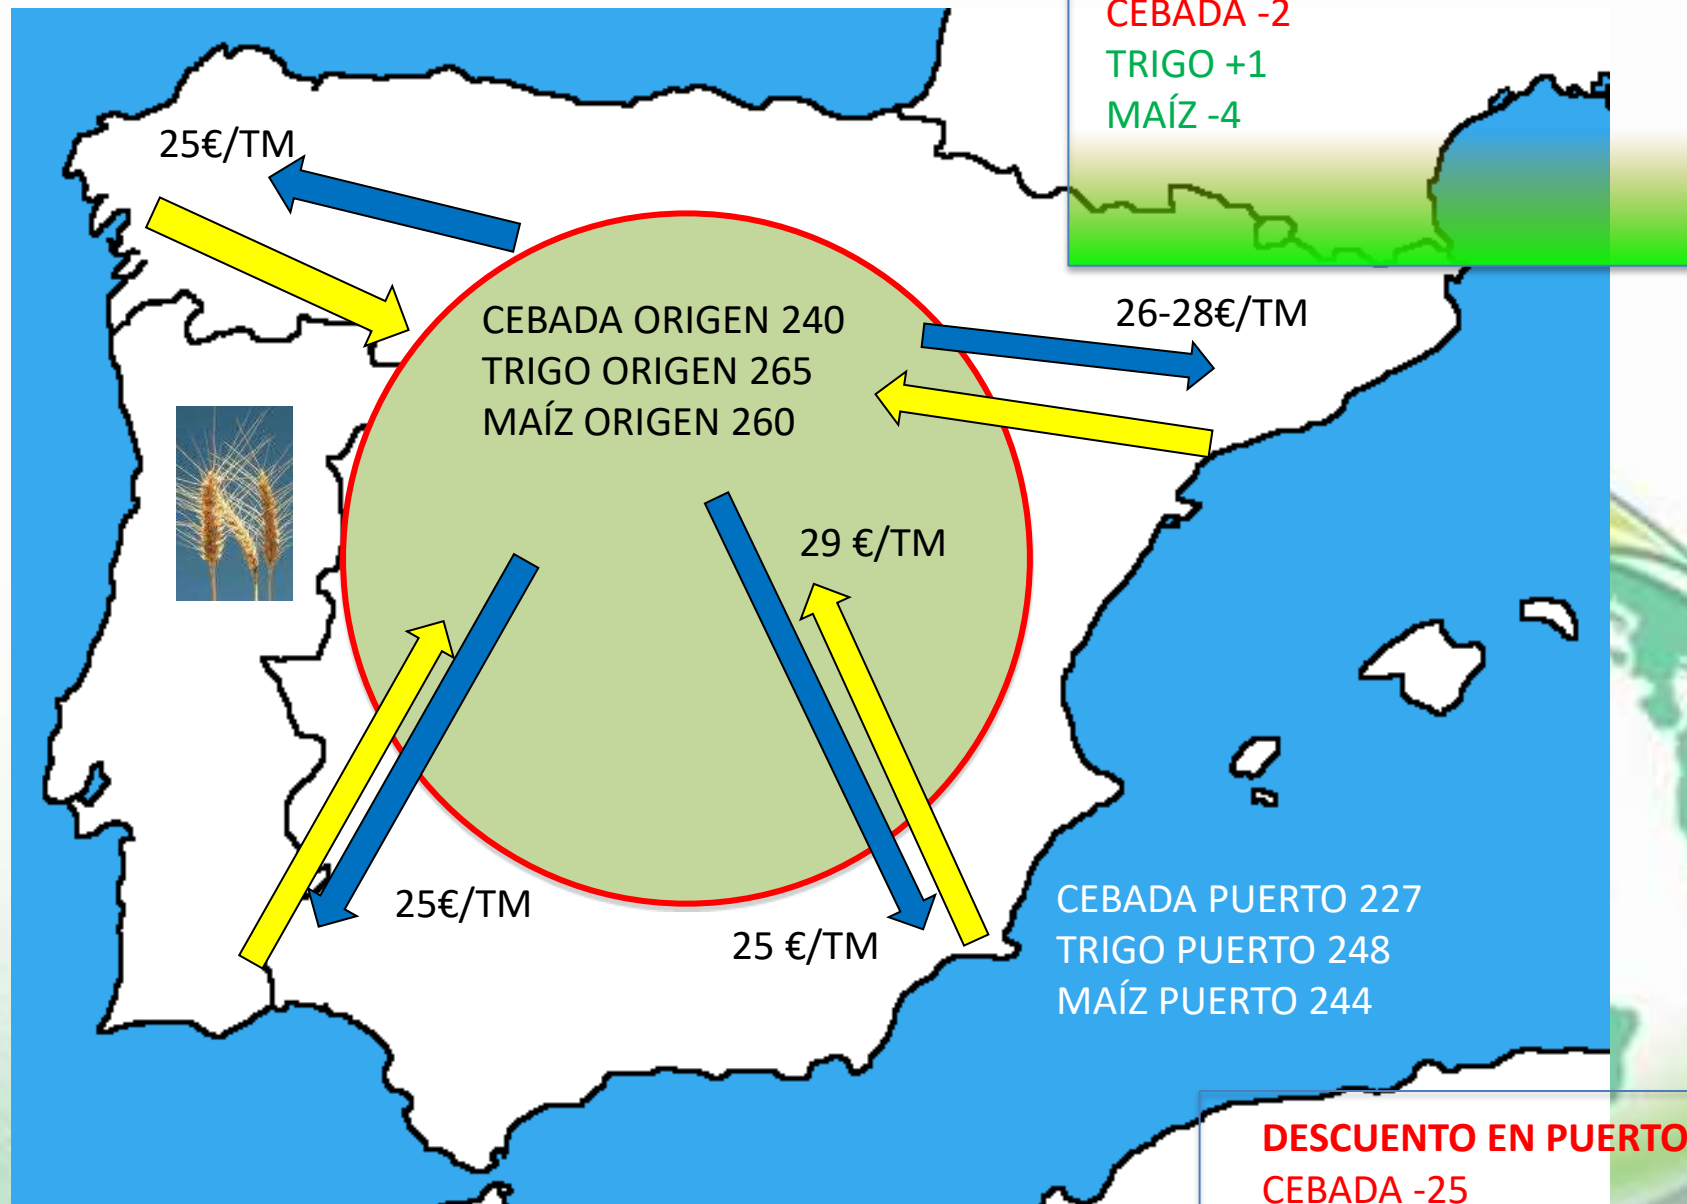 CEBADA -2
TRIGO +1
MAÍZ -4
25€/TM
26-28€/TM
CEBADA ORIGEN 240
TRIGO ORIGEN 265
MAÍZ ORIGEN 260
29 €/TM
25€/TM
25 €/TM
CEBADA PUERTO 227
TRIGO PUERTO 248
MAÍZ PUERTO 244
DESCUENTO EN PUERTO
CEBADA -25